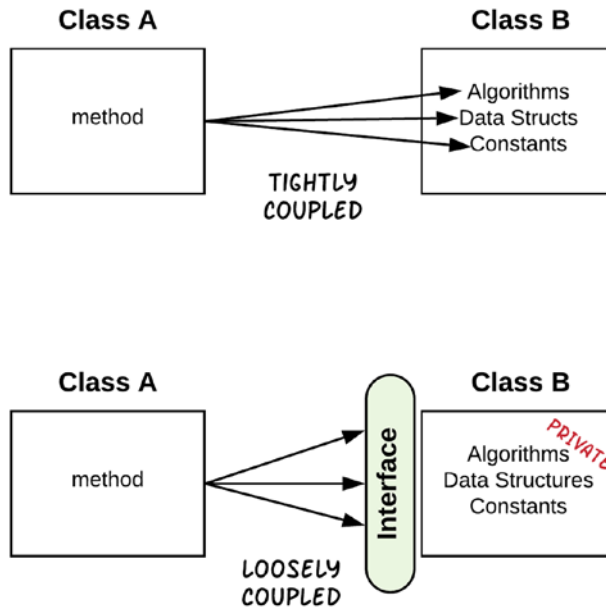 Class A
Class B
method
Algorithms
Data Structs
Constants
TIGHTLY
COUPLED
Class A
Class B
method
Interface
PRIVATE
Algorithms
Data Structures
Constants
LOOSELY
COUPLED